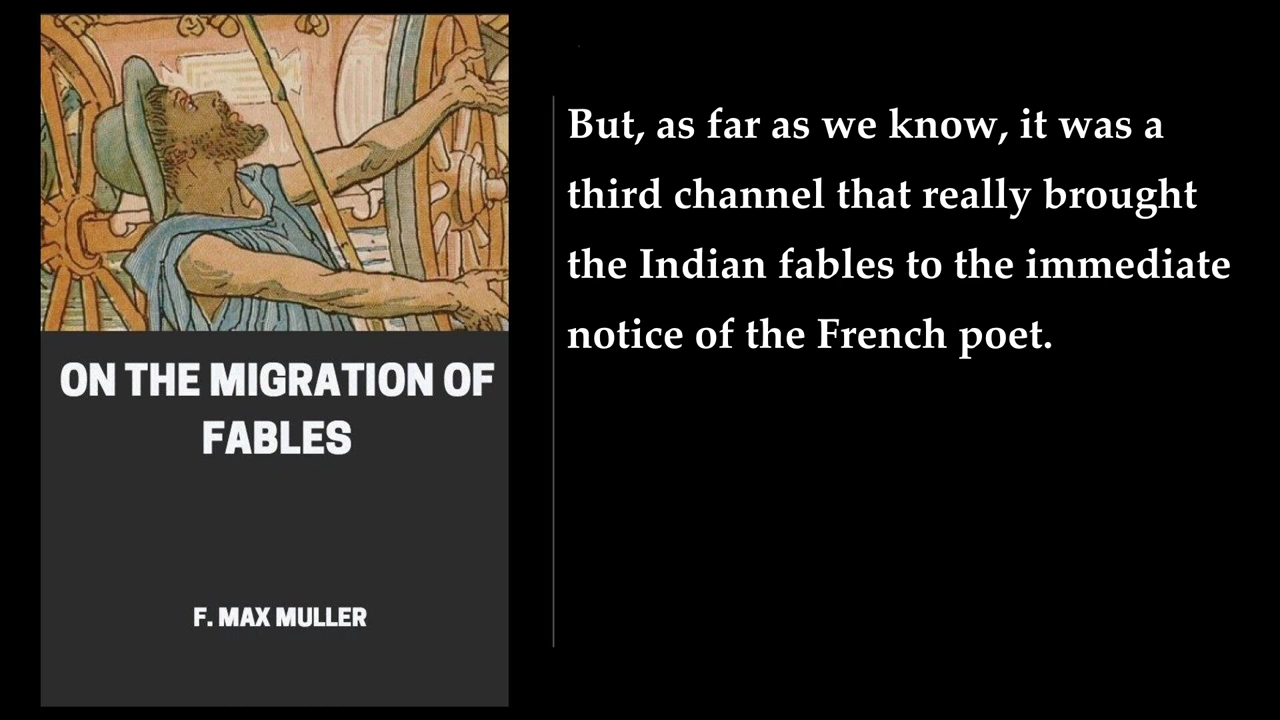 ON THE MIGRATION OF
FABLES
F. MAX MULLER
But, as far as we know, it was a
third channel that really brought
the Indian fables to the immediate
notice of the French poet.